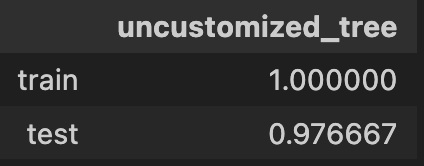 uncustomized_tree
train 1.000000
test 0.976667